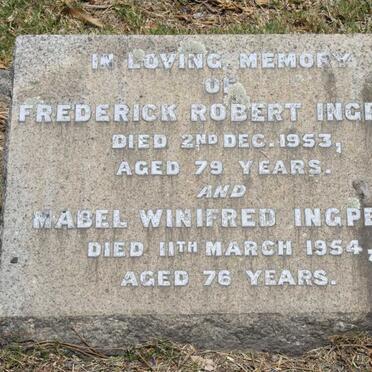 IN LOVING MEMORY
OF
FREDERICK ROBERT
DIED 2ND DEC. 1953,
AGED 79 YEARS.
AND
MABEL WINIFRED
DIED 11TH MARCH 1954,
AGED 76 YEARS.